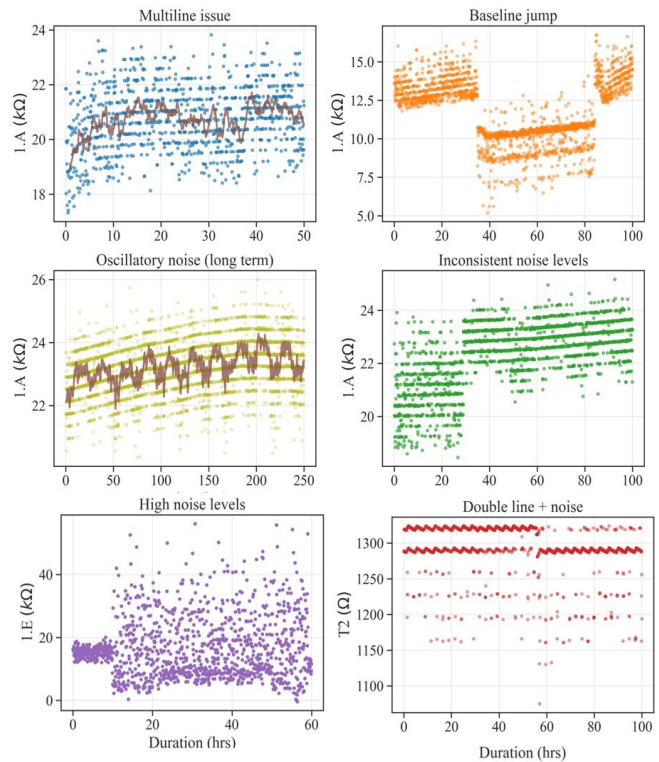 Multiline issue
Baseline jump
24
22
20
18
1.A (kΩ)
0 10 20 30 40 50
15.0
12.5
10.0
7.5
5.0
1.A (kΩ)
0 20 40 60 80 100
Oscillatory noise (long term)
Inconsistent noise levels
26
24
22
1.A (kΩ)
0 50 100 150 200 250
24
22
20
1.A (kΩ)
0 20 40 60 80 100
High noise levels
Double line + noise
40
20
0
1.E (kΩ)
0 20 40 60
Duration (hrs)
1300
1250
1200
1150
1100
T2 (Ω)
0 20 40 60 80 100
Duration (hrs)